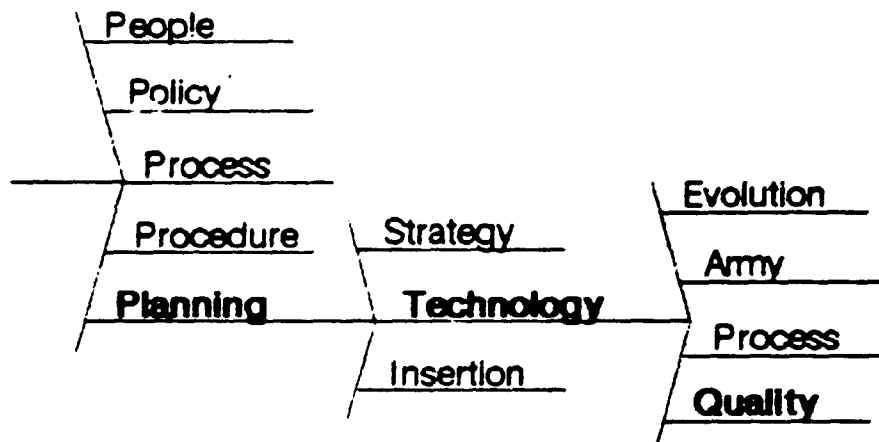 People
Policy
Process
Procedure
Planning
Strategy
Technology
Insertion
Evolution
Army
Process
Quality